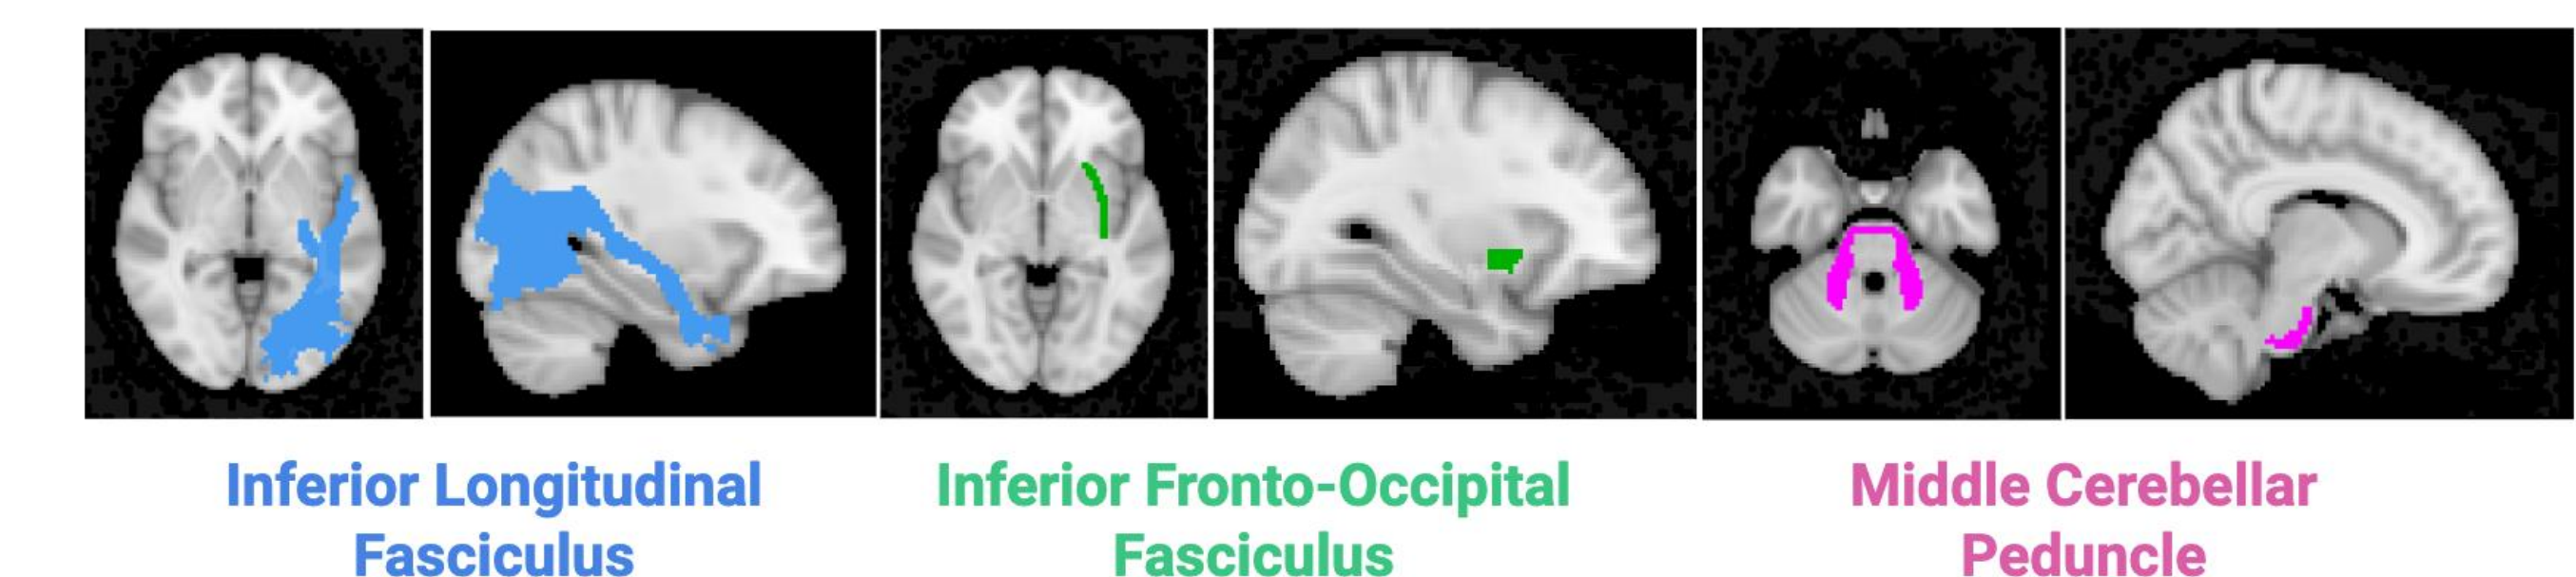 Inferior Longitudinal
Fasciculus
Inferior Fronto-Occipital
Fasciculus
Middle Cerebellar
Peduncle